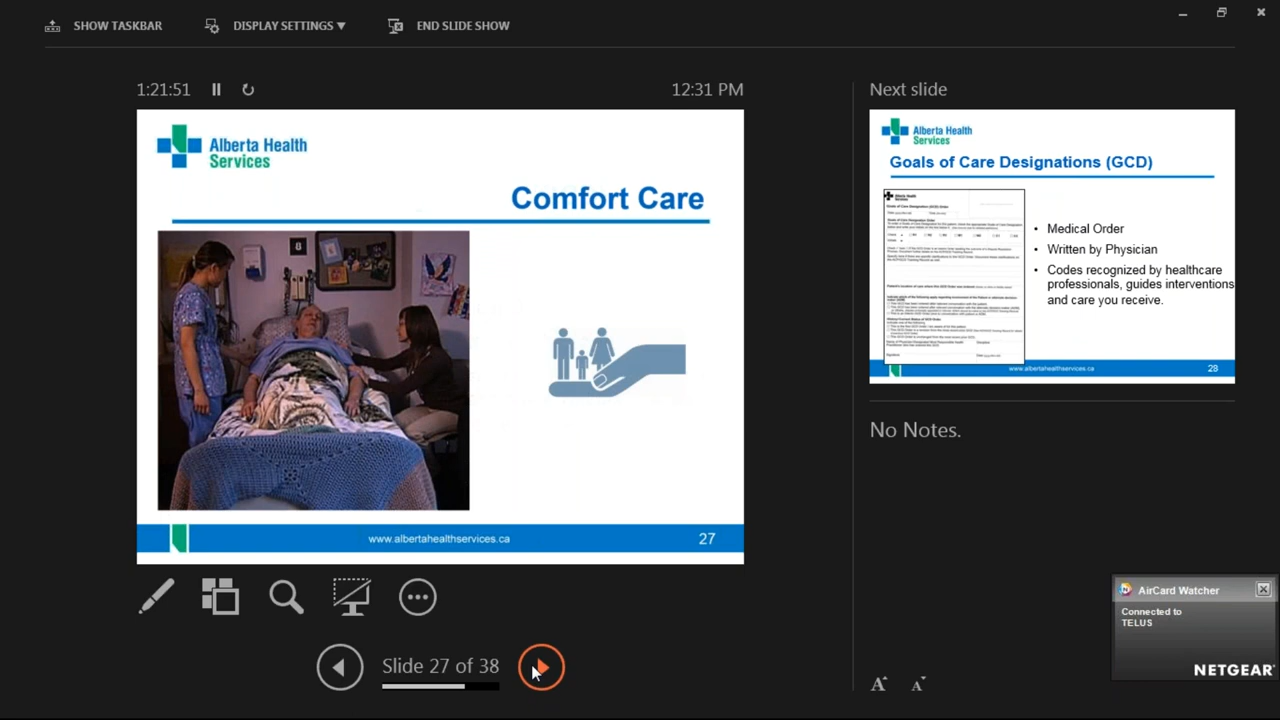 SHOW TASKBAR
DISPLAY SETTINGS ▼
END SLIDE SHOW
1:21:51
12:31 PM
Alberta Health
Services
Comfort Care
8
www.albertahealthservices.ca
27
Slide 27 of 38
Next slide
Alberta Health
Services
Goals of Care Designations (GCD)
• Medical Order
• Written by Physician
• Codes recognized by healthcare
professionals, guides interventions
and care you receive.
www.albertahealthservices.ca
28
No Notes.
AirCard Watcher
Connected to
TELUS
NETGEAR
A A